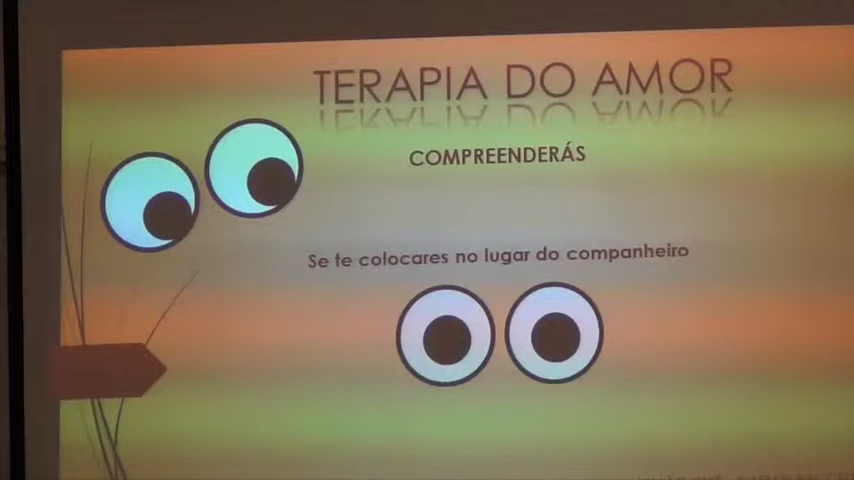 TERAPIA DO AMOR
COMPREENDERÁS
Se te colocares no lugar do companheiro